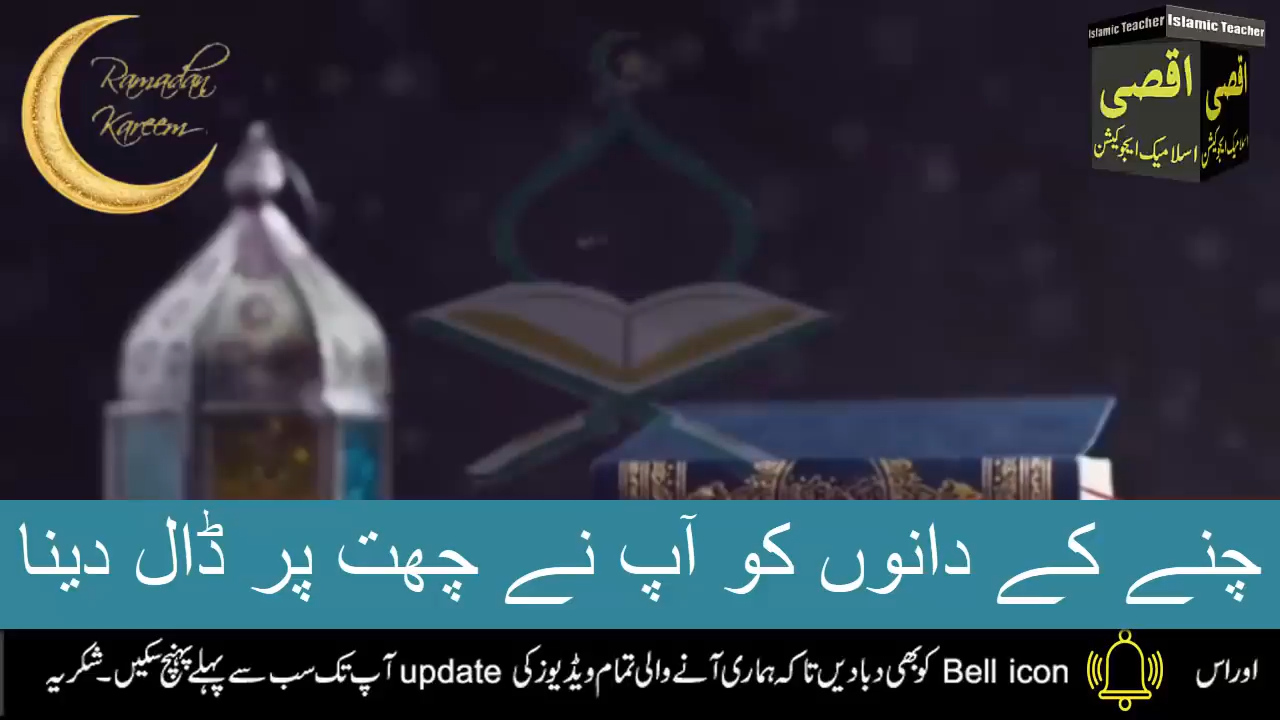 Ramadan
Kareem
Islamic Teacher Islamic Teacher
اقصی اقصی
اسلامیک ایجوکیشن اسلامیک ایجوکیشن
چنے کے دانوں کو آپ نے چھت پر ڈال دینا
اور اس Bell icon کو بھی دبا دیں تا کہ ہماری آنے والی تمام ویڈیوز کی update آپ تک سب سے پہلے پہنچ سکیں۔ شکریہ